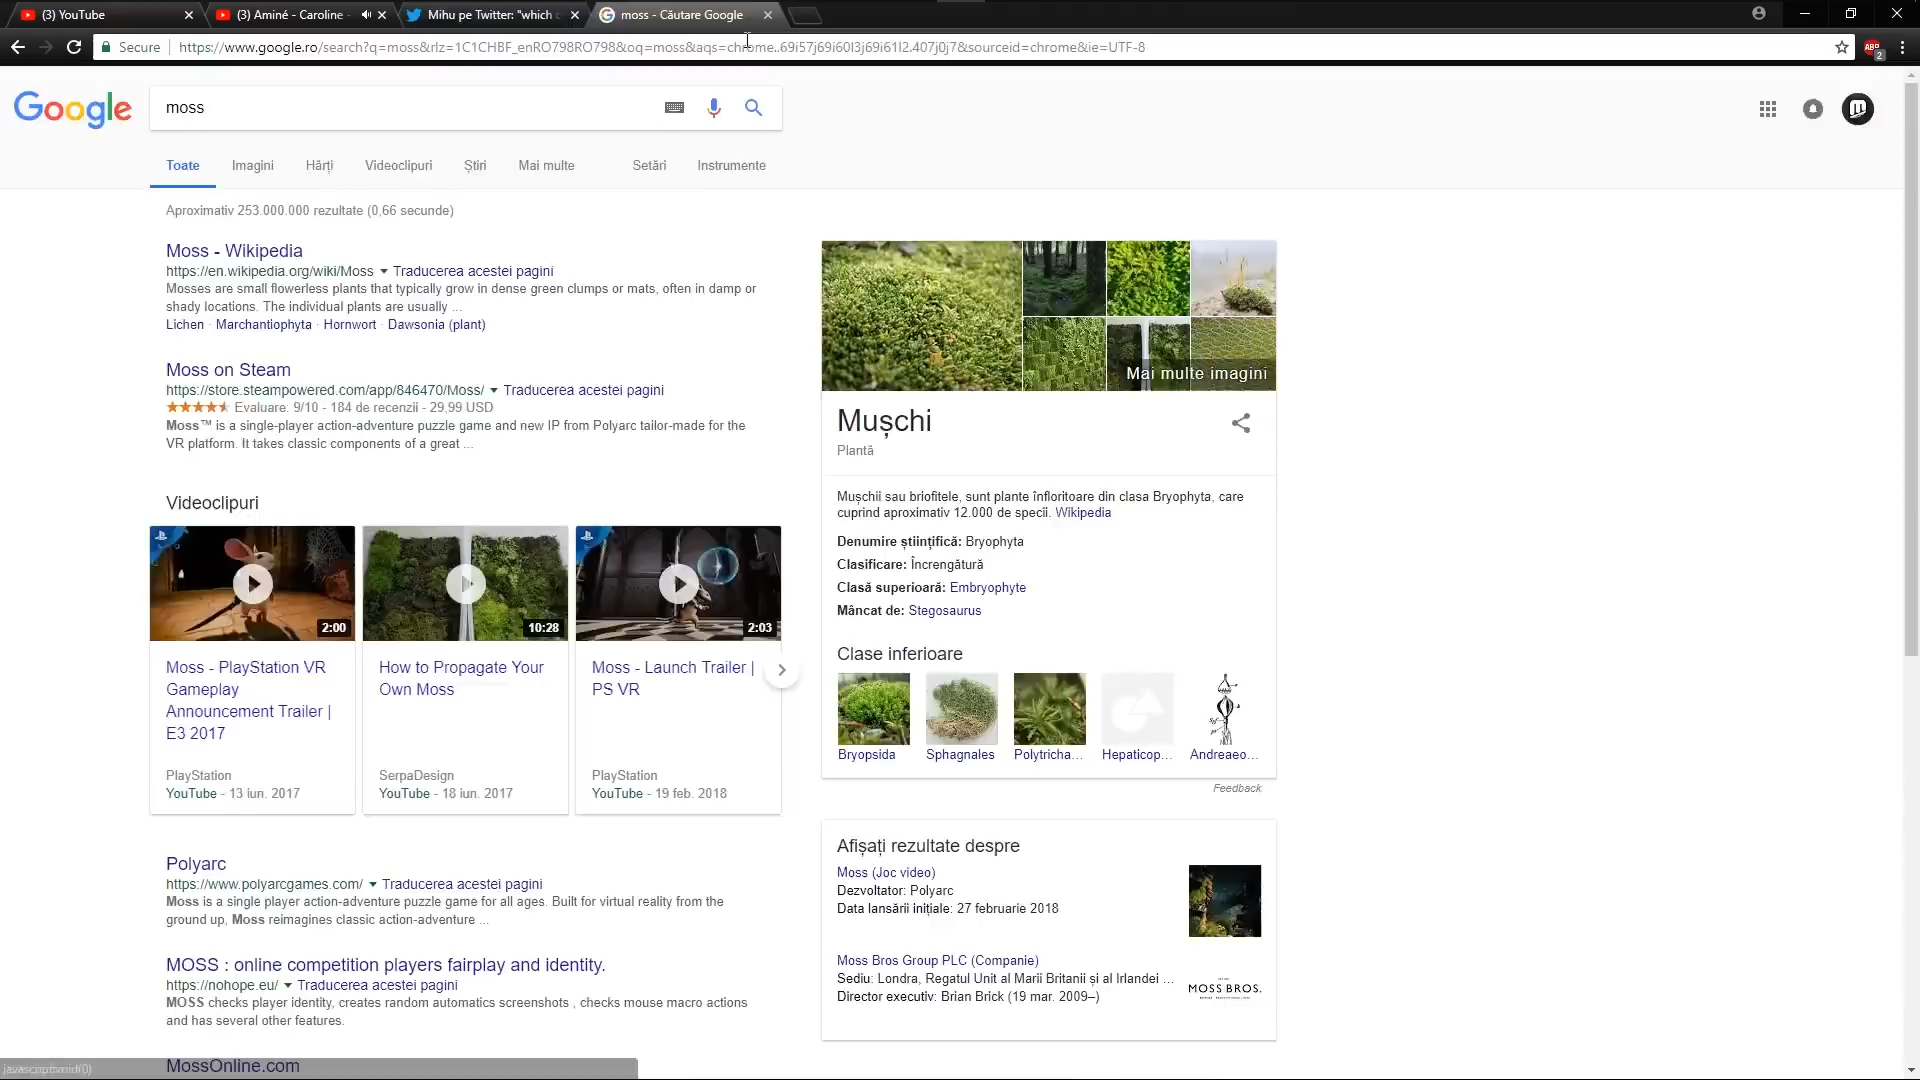 (3) YouTube
(3) Aminé - Caroline -
Mihu pe Twitter: "which
moss - Căutare Google
Secure
https://www.google.ro/search?q=moss&rlz=1C1CHBF_enRO798RO798&oq=moss&aqs=chrome..69i57j69i60l3j69i61l2.407j0j7&sourceid=chrome&ie=UTF-8
ABP
2
Google
moss
Toate
Imagini
Hărți
Videoclipuri
Știri
Mai multe
Setări
Instrumente
Aproximativ 253.000.000 rezultate (0,66 secunde)
Moss - Wikipedia
https://en.wikipedia.org/wiki/Moss Traducerea acestei pagini
Mosses are small flowerless plants that typically grow in dense green clumps or mats, often in damp or
shady locations. The individual plants are usually ...
Lichen · Marchantiophyta · Hornwort · Dawsonia (plant)
Moss on Steam
https://store.steampowered.com/app/846470/Moss/ Traducerea acestei pagini
Evaluare: 9/10 - 184 de recenzii - 29,99 USD
Moss™ is a single-player action-adventure puzzle game and new IP from Polyarc tailor-made for the
VR platform. It takes classic components of a great ...
Videoclipuri
2:00
10:28
2:03
Moss - PlayStation VR
Gameplay
Announcement Trailer |
E3 2017
PlayStation
YouTube - 13 iun. 2017
How to Propagate Your
Own Moss
SerpaDesign
YouTube - 18 iun. 2017
Moss - Launch Trailer |
PS VR
PlayStation
YouTube - 19 feb. 2018
Polyarc
https://www.polyarcgames.com/ Traducerea acestei pagini
Moss is a single player action-adventure puzzle game for all ages. Built for virtual reality from the
ground up, Moss reimagines classic action-adventure ...
MOSS : online competition players fairplay and identity.
https://nohope.eu/ Traducerea acestei pagini
MOSS checks player identity, creates random automatics screenshots , checks mouse macro actions
and has several other features.
MossOnline.com
Mai multe imagini
Mușchi
Plantă
Mușchii sau briofitele, sunt plante înfloritoare din clasa Bryophyta, care
cuprind aproximativ 12.000 de specii. Wikipedia
Denumire științifică: Bryophyta
Clasificare: Încrengătură
Clasă superioară: Embryophyte
Mâncat de: Stegosaurus
Clase inferioare
Bryopsida
Sphagnales
Polytricha...
Hepaticop...
Andreaeo...
Feedback
Afișați rezultate despre
Moss (Joc video)
Dezvoltator: Polyarc
Data lansării inițiale: 27 februarie 2018
Moss Bros Group PLC (Companie)
Sediu: Londra, Regatul Unit al Marii Britanii și al Irlandei ...
Director executiv: Brian Brick (19 mar. 2009–)
MOSS BROS.